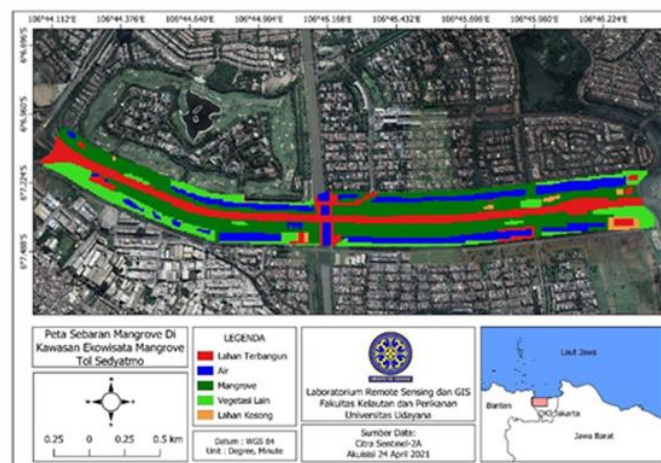 106°44.112'E 106°44.376'E 106°44.640'E 106°44.904'E 106°45.168'E 106°45.432'E 106°45.696'E 106°45.960'E 106°46.224'E
6°6.696'S
6°6.960'S
6°7.224'S
6°7.488'S
Peta Sebaran Mangrove Di
Kawasan Ekowisata Mangrove
Tol Sedyatmo
0.25 0 0.25 0.5 km
LEGENDA
Lahan Terbangun
Air
Mangrove
Vegetasi Lain
Lahan Kosong
Datum : WGS 84
Unit : Degree, Minute
Laboratorium Remote Sensing dan GIS
Fakultas Kelautan dan Perikanan
Universitas Udayana
Sumber Data:
Citra Sentinel-2A
Akuisisi 24 April 2021
Laut Jawa
Banten
DKI Jakarta
Jawa Barat